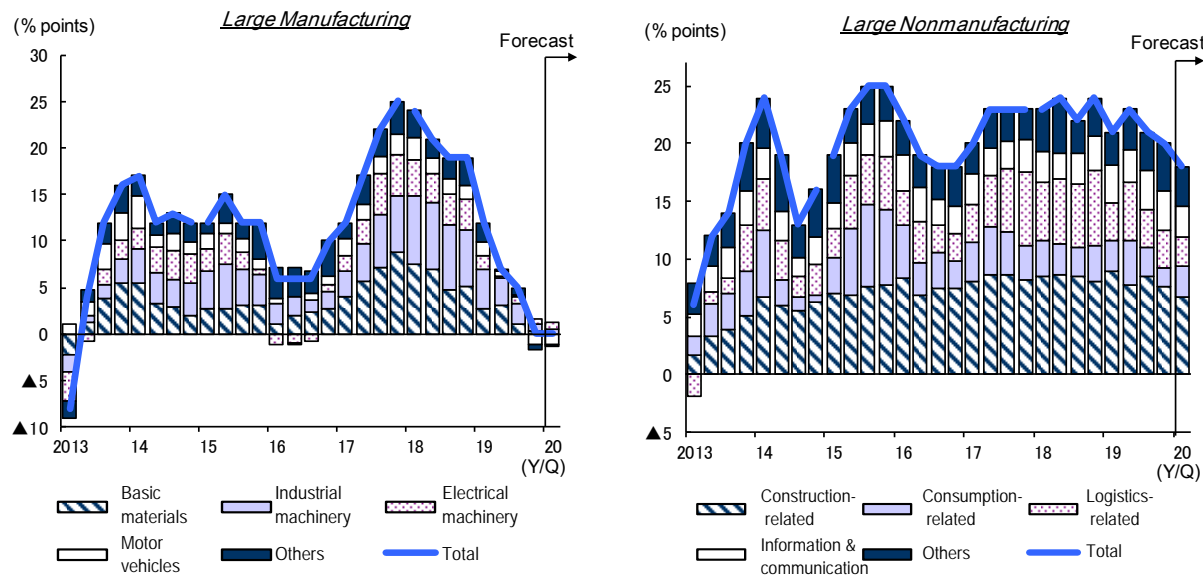 Large Manufacturing
(% points)
Forecast
30
25
20
15
10
5
0
▲5
▲10
2013 14 15 16 17 18 19 20
(Y/Q)
Basic materials
Industrial machinery
Electrical machinery
Motor vehicles
Others
Total
Large Nonmanufacturing
(% points)
Forecast
25
20
15
10
5
0
▲5
2013 14 15 16 17 18 19 20
(Y/Q)
Construction-related
Consumption-related
Logistics-related
Information & communication
Others
Total